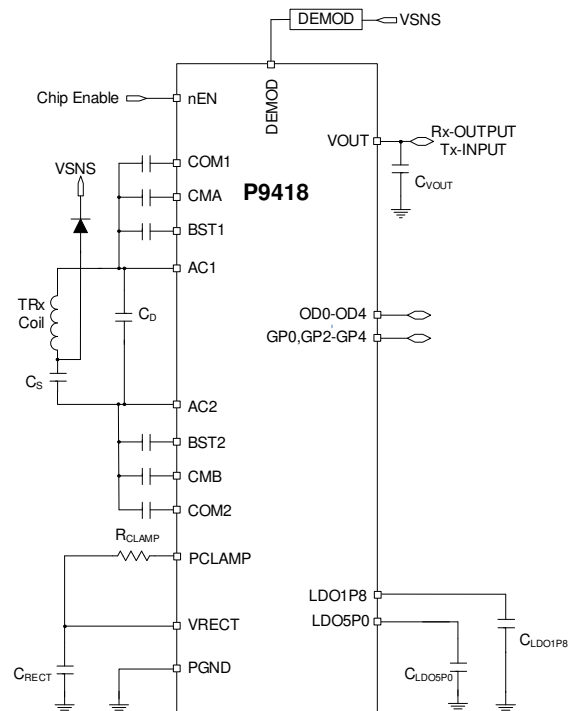 DEMOD
VSNS
Chip Enable
nEN
DEMOD
VOUT
Rx-OUTPUT
Tx-INPUT
CVOUT
P9418
VSNS
COM1
CMA
BST1
AC1
TRx
Coil
CD
CS
OD0-OD4
GP0,GP2-GP4
AC2
BST2
CMB
COM2
RCLAMP
PCLAMP
LDO1P8
LDO5P0
VRECT
CLDO1P8
CRECT
PGND
CLDO5P0